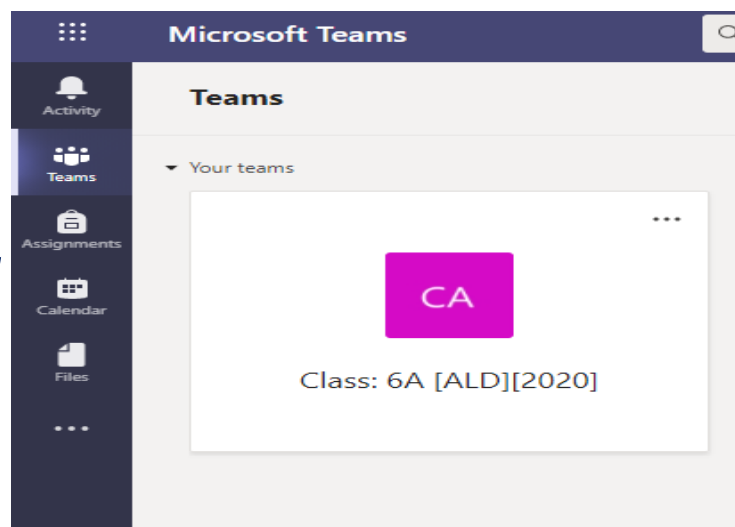 Microsoft Teams
Activity
Teams
Assignments
Calendar
Files
Teams
Your teams
CA
Class: 6A [ALD][2020]